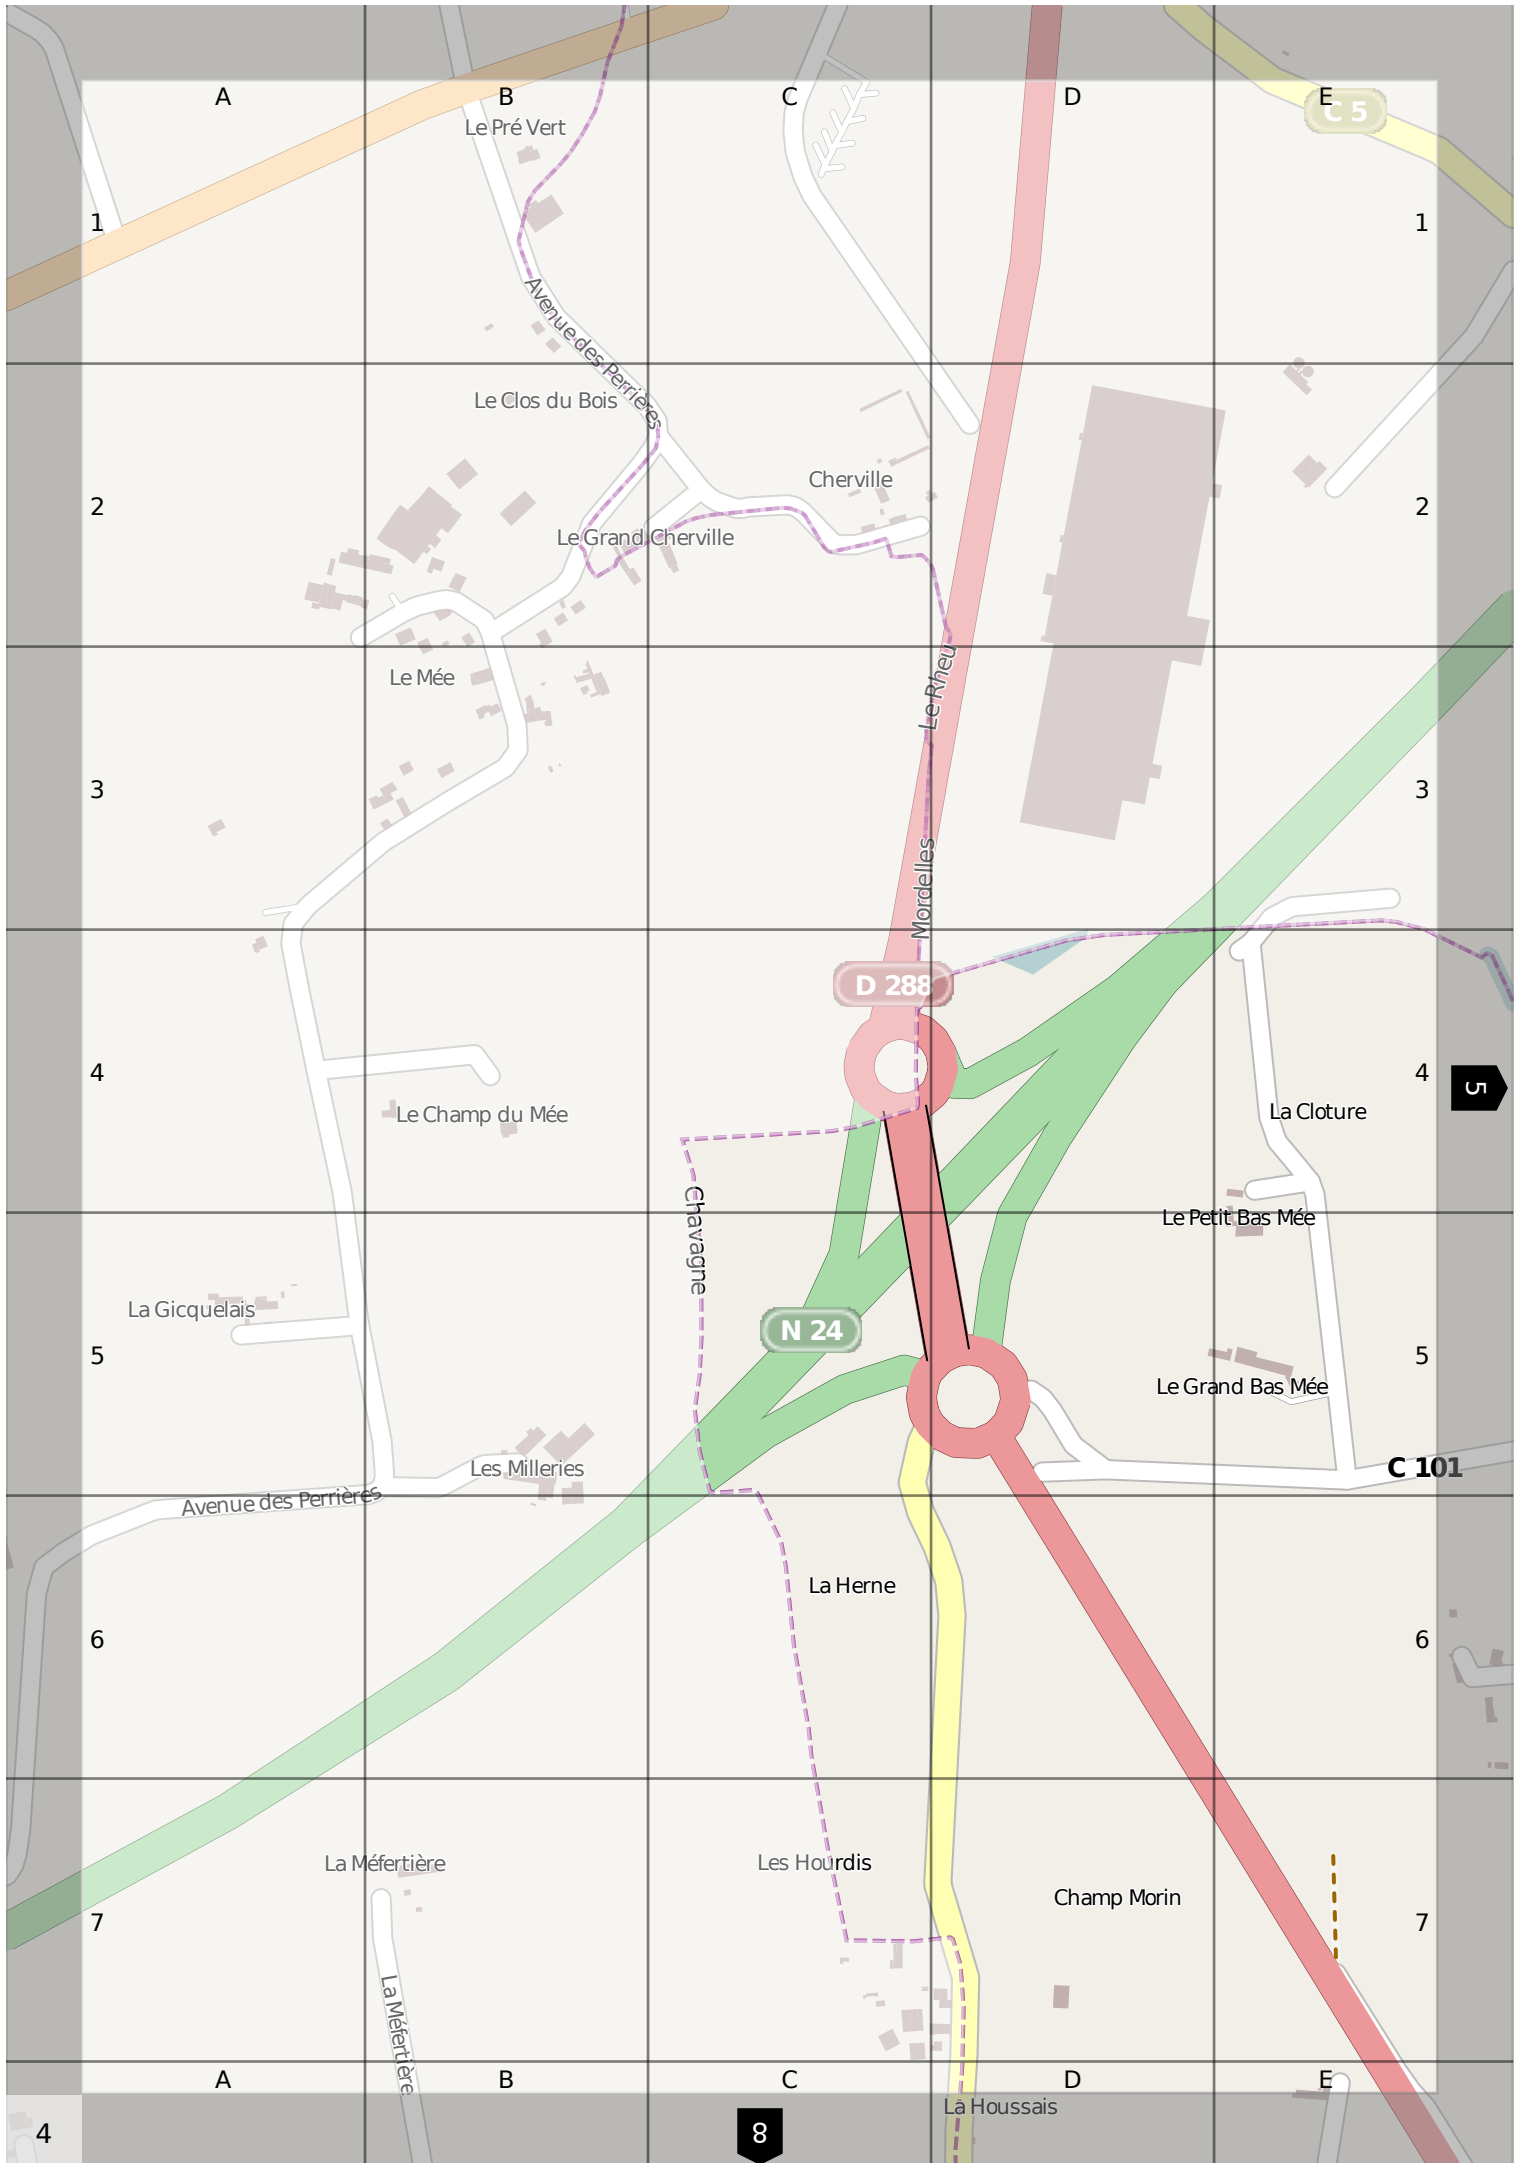 A
B
C
D
E
C 5
Le Pré Vert
1
1
Avenue des Perrières
Le Clos du Bois
Cherville
2
2
Le Grand Cherville
Le Rheu
Le Mée
3
3
Mordelles
D 288
4
4
5
La Cloture
Le Champ du Mée
Chavagne
Le Petit Bas Mée
La Gicquelais
N 24
5
5
Le Grand Bas Mée
Les Milleries
C 101
Avenue des Perrières
La Herne
6
6
La Méfertière
Les Hourdis
Champ Morin
7
7
La Méfertière
A
B
C
D
E
La Houssais
4
8